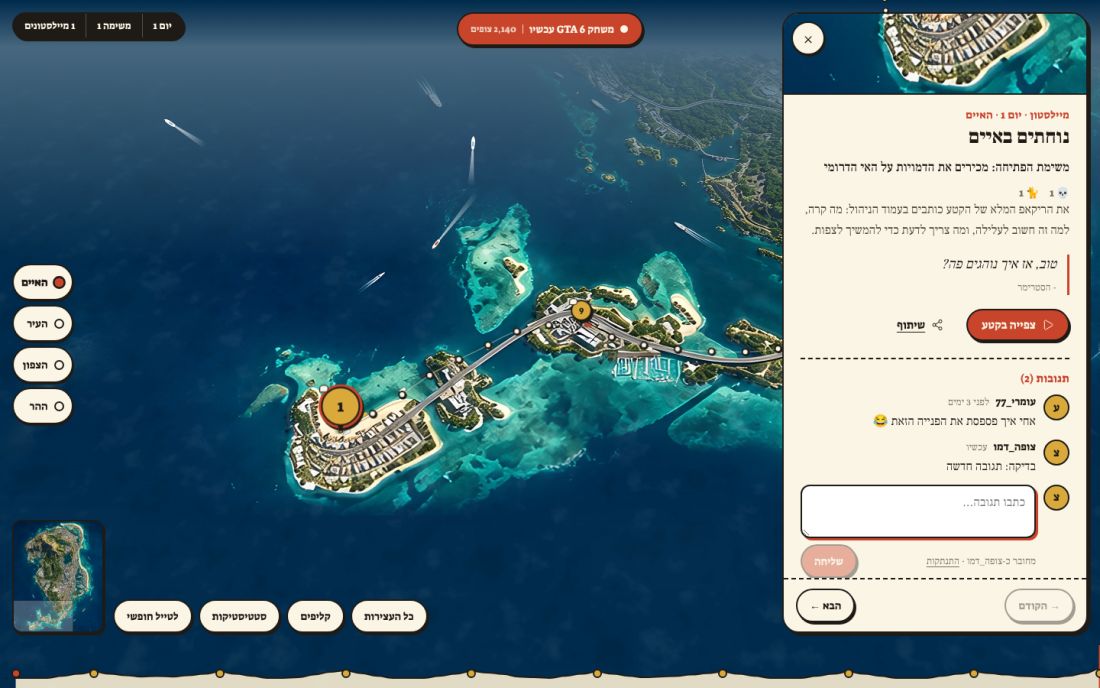 יום 1
משימה 1
1 מיילסטונים
משחק GTA 6 עכשיו | 2,140 צופים
×
מיילסטון · יום 1 · האיים
נוחתים באיים
משימת הפתיחה: מכירים את הדמויות על האי הדרומי
💀 1 🐈 1
את הריקאפ המלא של הקטע כותבים בעמוד הניהול: מה קרה,
למה זה חשוב לעלילה, ומה צריך לדעת כדי להמשיך לצפות.
טוב, אז איך נוהגים פה?
- הסטרימר
צפייה בקטע
שיתוף
תגובות (2)
ע
עומרי_77 לפני 3 ימים
אחי איך פספסת את הפנייה הזאת 😂
צ
צופה_דמו עכשיו
בדיקה: תגובה חדשה
צ
כתבו תגובה...
מחובר כ-צופה_דמו · התנתקות
שליחה
→ הקודם
הבא ←
האיים
העיר
הצפון
ההר
9
1
כל העצירות
קליפים
סטטיסטיקות
לטייל חופשי